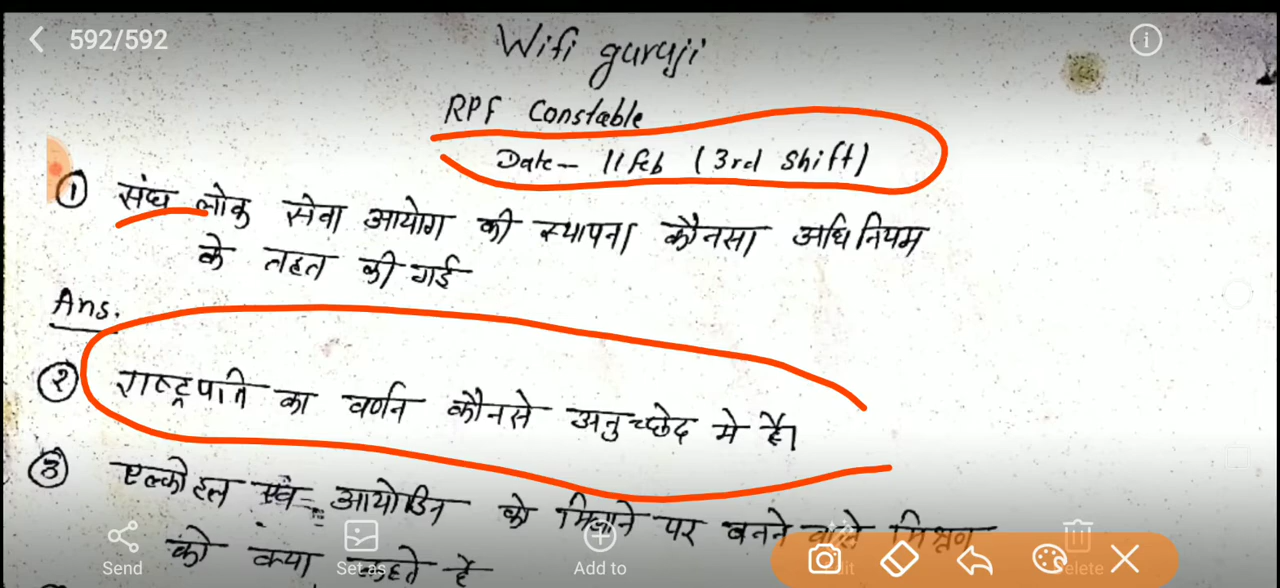 592/592
Wifi guruji
RPF Constable
Date- 11 Feb (3rd Shift)
① संघ लोक सेवा आयोग की स्थापना कौनसा अधिनियम
के तहत की गई
Ans.
② राष्ट्रपति का वर्णन कौनसे अनुच्छेद मे है।
③ एल्कोहल एवं आयोडिन को मिलाने पर बनने वाले मिश्रण
को क्या कहते है
Send Set as Add to Edit Delete